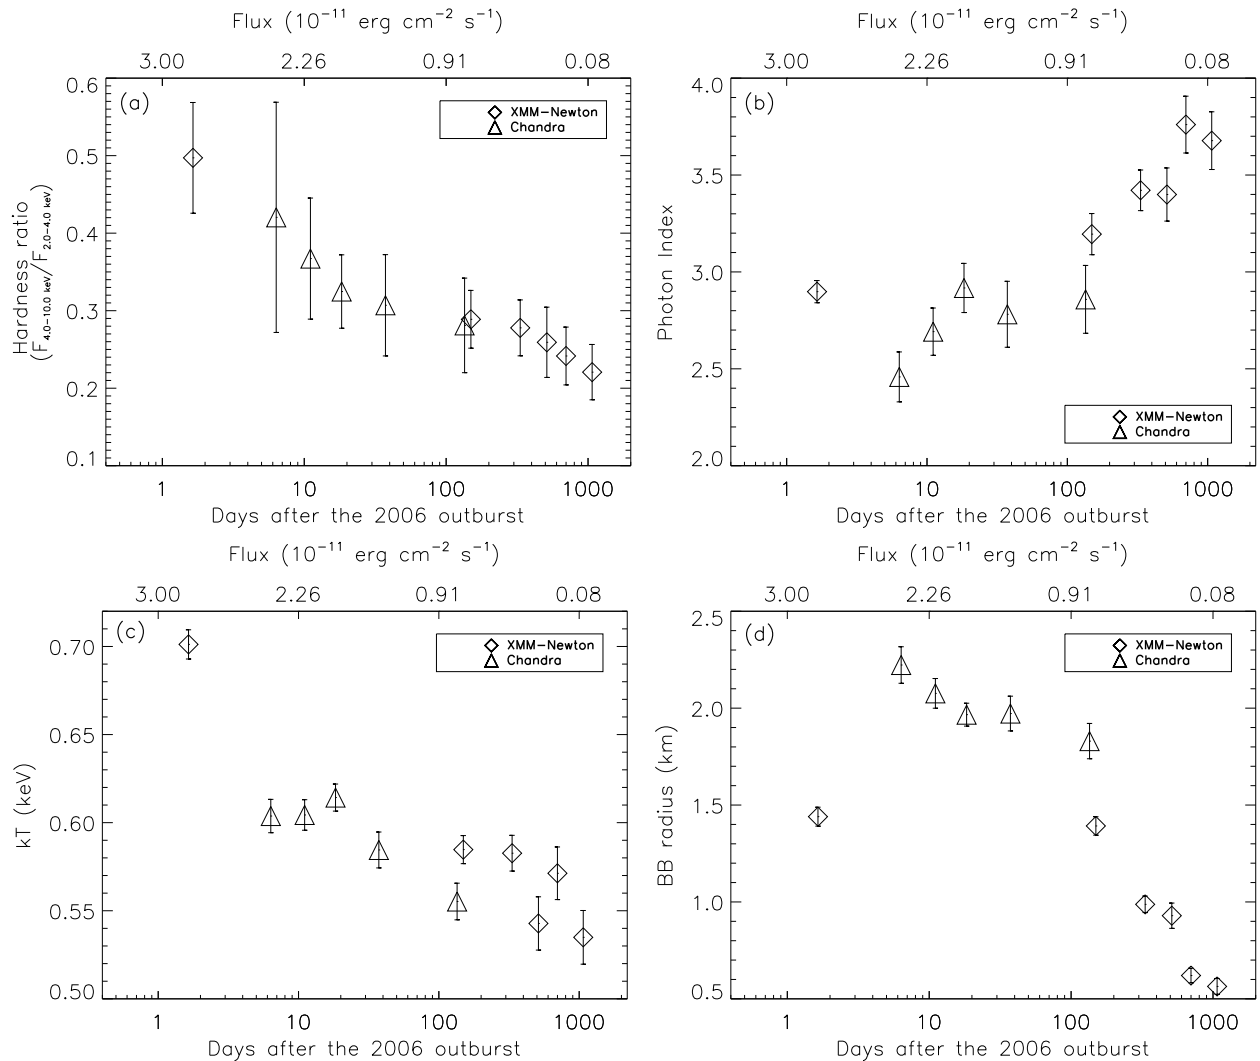 Flux (10⁻¹¹ erg cm⁻² s⁻¹)
3.00 2.26 0.91 0.08
(a)
XMM-Newton
Chandra
0.6
0.5
0.4
0.3
0.2
0.1
Hardness ratio
(F4.0-10.0 keV/F2.0-4.0 keV)
1 10 100 1000
Days after the 2006 outburst
Flux (10⁻¹¹ erg cm⁻² s⁻¹)
3.00 2.26 0.91 0.08
(b)
4.0
3.5
3.0
2.5
2.0
Photon Index
XMM-Newton
Chandra
1 10 100 1000
Days after the 2006 outburst
Flux (10⁻¹¹ erg cm⁻² s⁻¹)
3.00 2.26 0.91 0.08
(c)
XMM-Newton
Chandra
0.70
0.65
0.60
0.55
0.50
kT (keV)
1 10 100 1000
Days after the 2006 outburst
Flux (10⁻¹¹ erg cm⁻² s⁻¹)
3.00 2.26 0.91 0.08
(d)
XMM-Newton
Chandra
2.5
2.0
1.5
1.0
0.5
BB radius (km)
1 10 100 1000
Days after the 2006 outburst